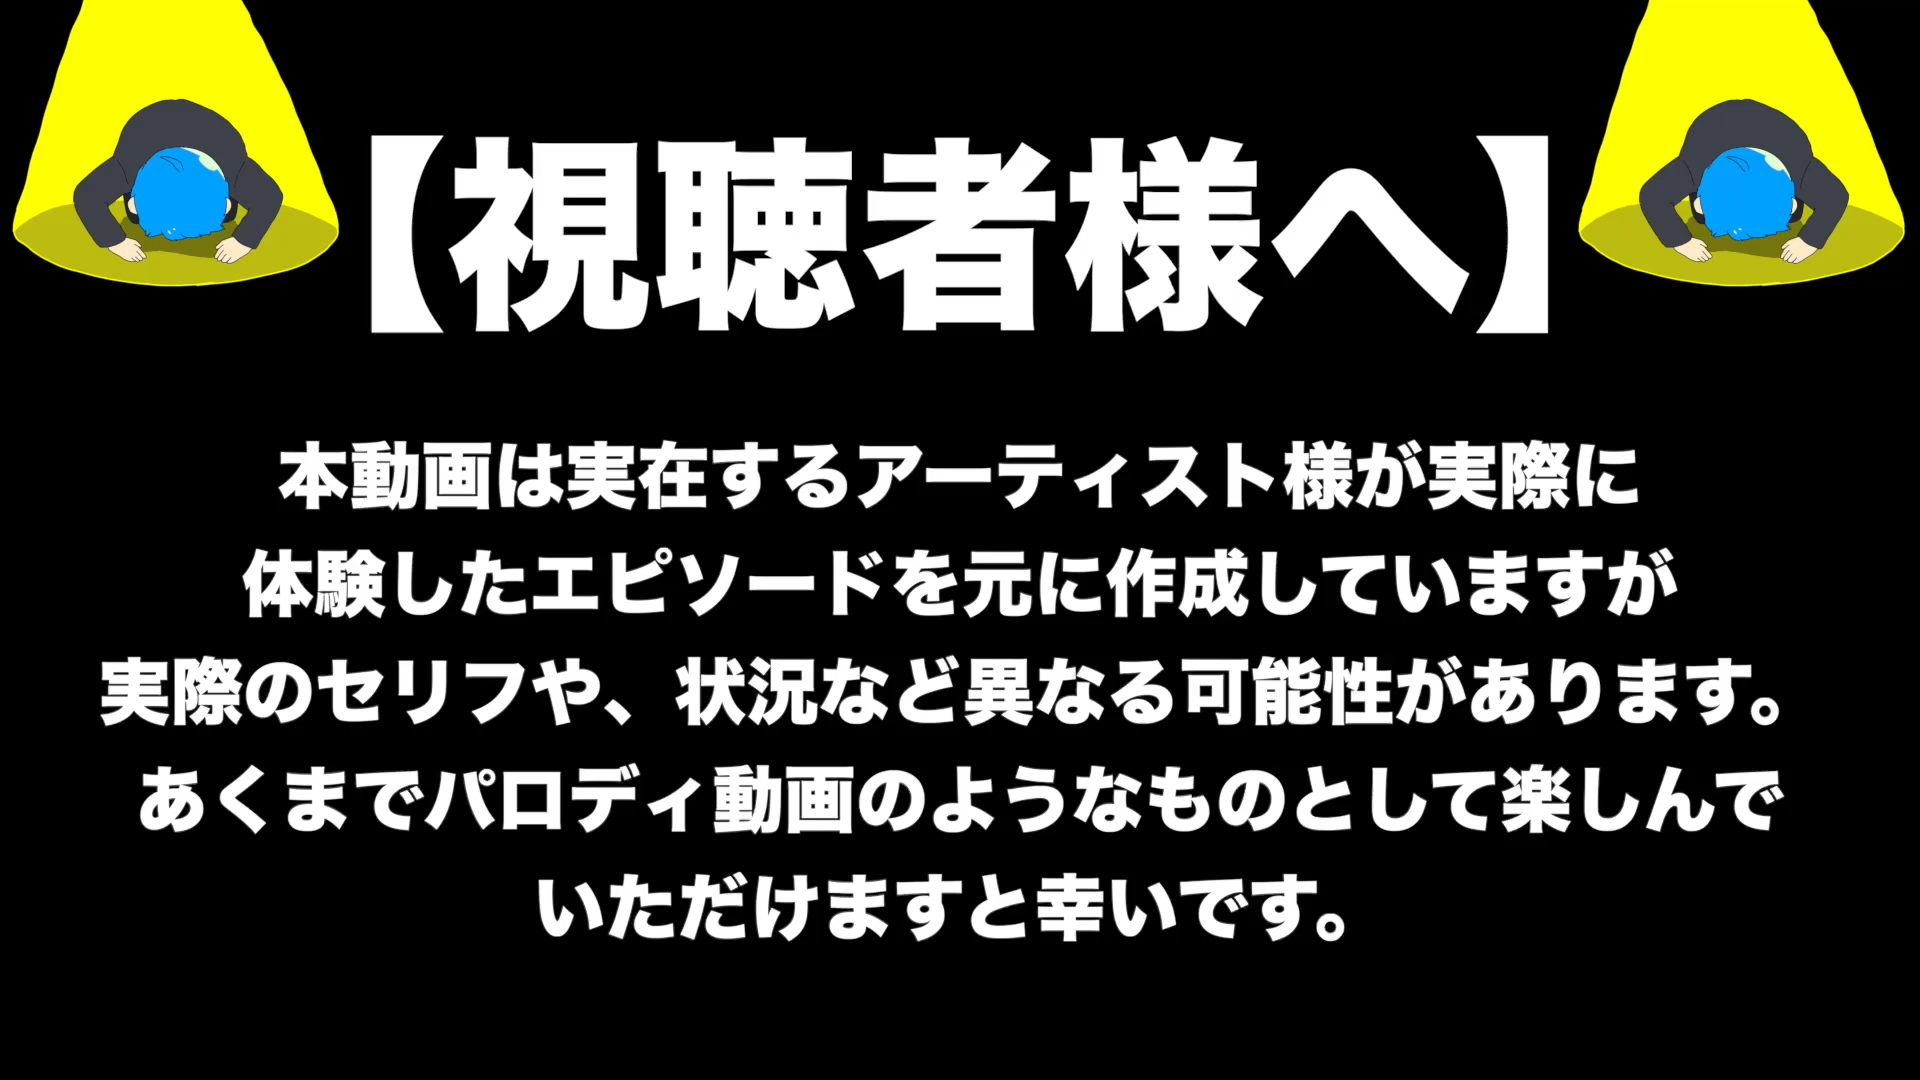 【視聴者様へ】
本動画は実在するアーティスト様が実際に
体験したエピソードを元に作成していますが
実際のセリフや、状況など異なる可能性があります。
あくまでパロディ動画のようなものとして楽しんで
いただけますと幸いです。